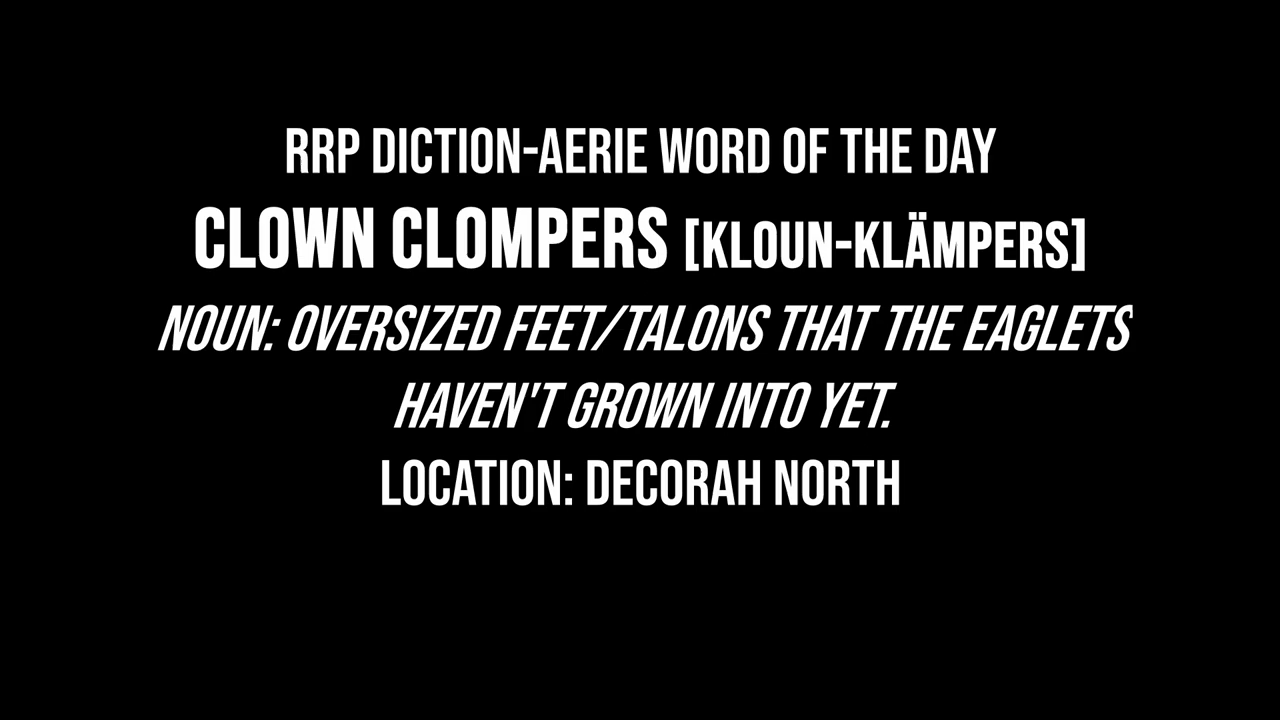 RRP DICTION-AERIE WORD OF THE DAY
CLOWN CLOMPERS [KLOUN-KLÄMPERS]
NOUN: OVERSIZED FEET/TALONS THAT THE EAGLETS
HAVEN'T GROWN INTO YET.
LOCATION: DECORAH NORTH